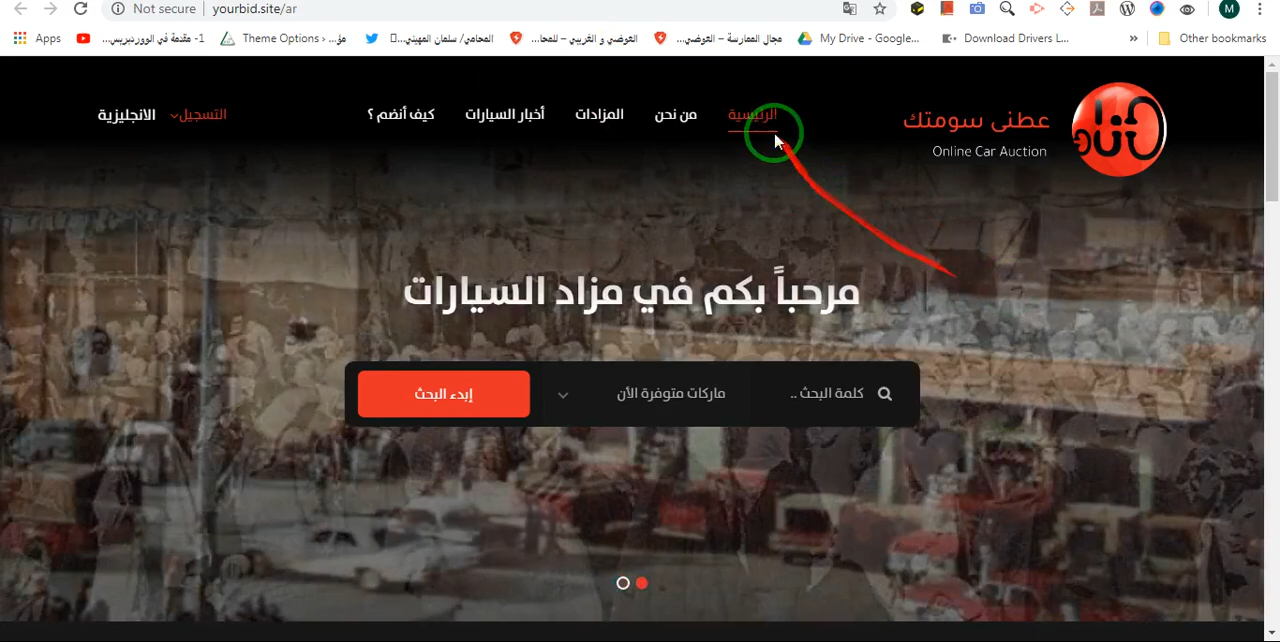 Not secure | yourbid.site/ar
M
Apps
1- مقدمة في الووردبريس...
Theme Options ‹ مؤ...
المحامي/ سلمان المهيني...
العوضي و الغريبي – للمحا...
مجال الممارسة – العوضي...
My Drive - Google...
Download Drivers L...
»
Other bookmarks
عطنى سومتك
Online Car Auction
الرئيسية
من نحن
المزادات
أخبار السيارات
كيف أنضم ؟
التسجيل
الانجليزية
مرحباً بكم في مزاد السيارات
كلمة البحث ..
ماركات متوفرة الأن
إبدء البحث